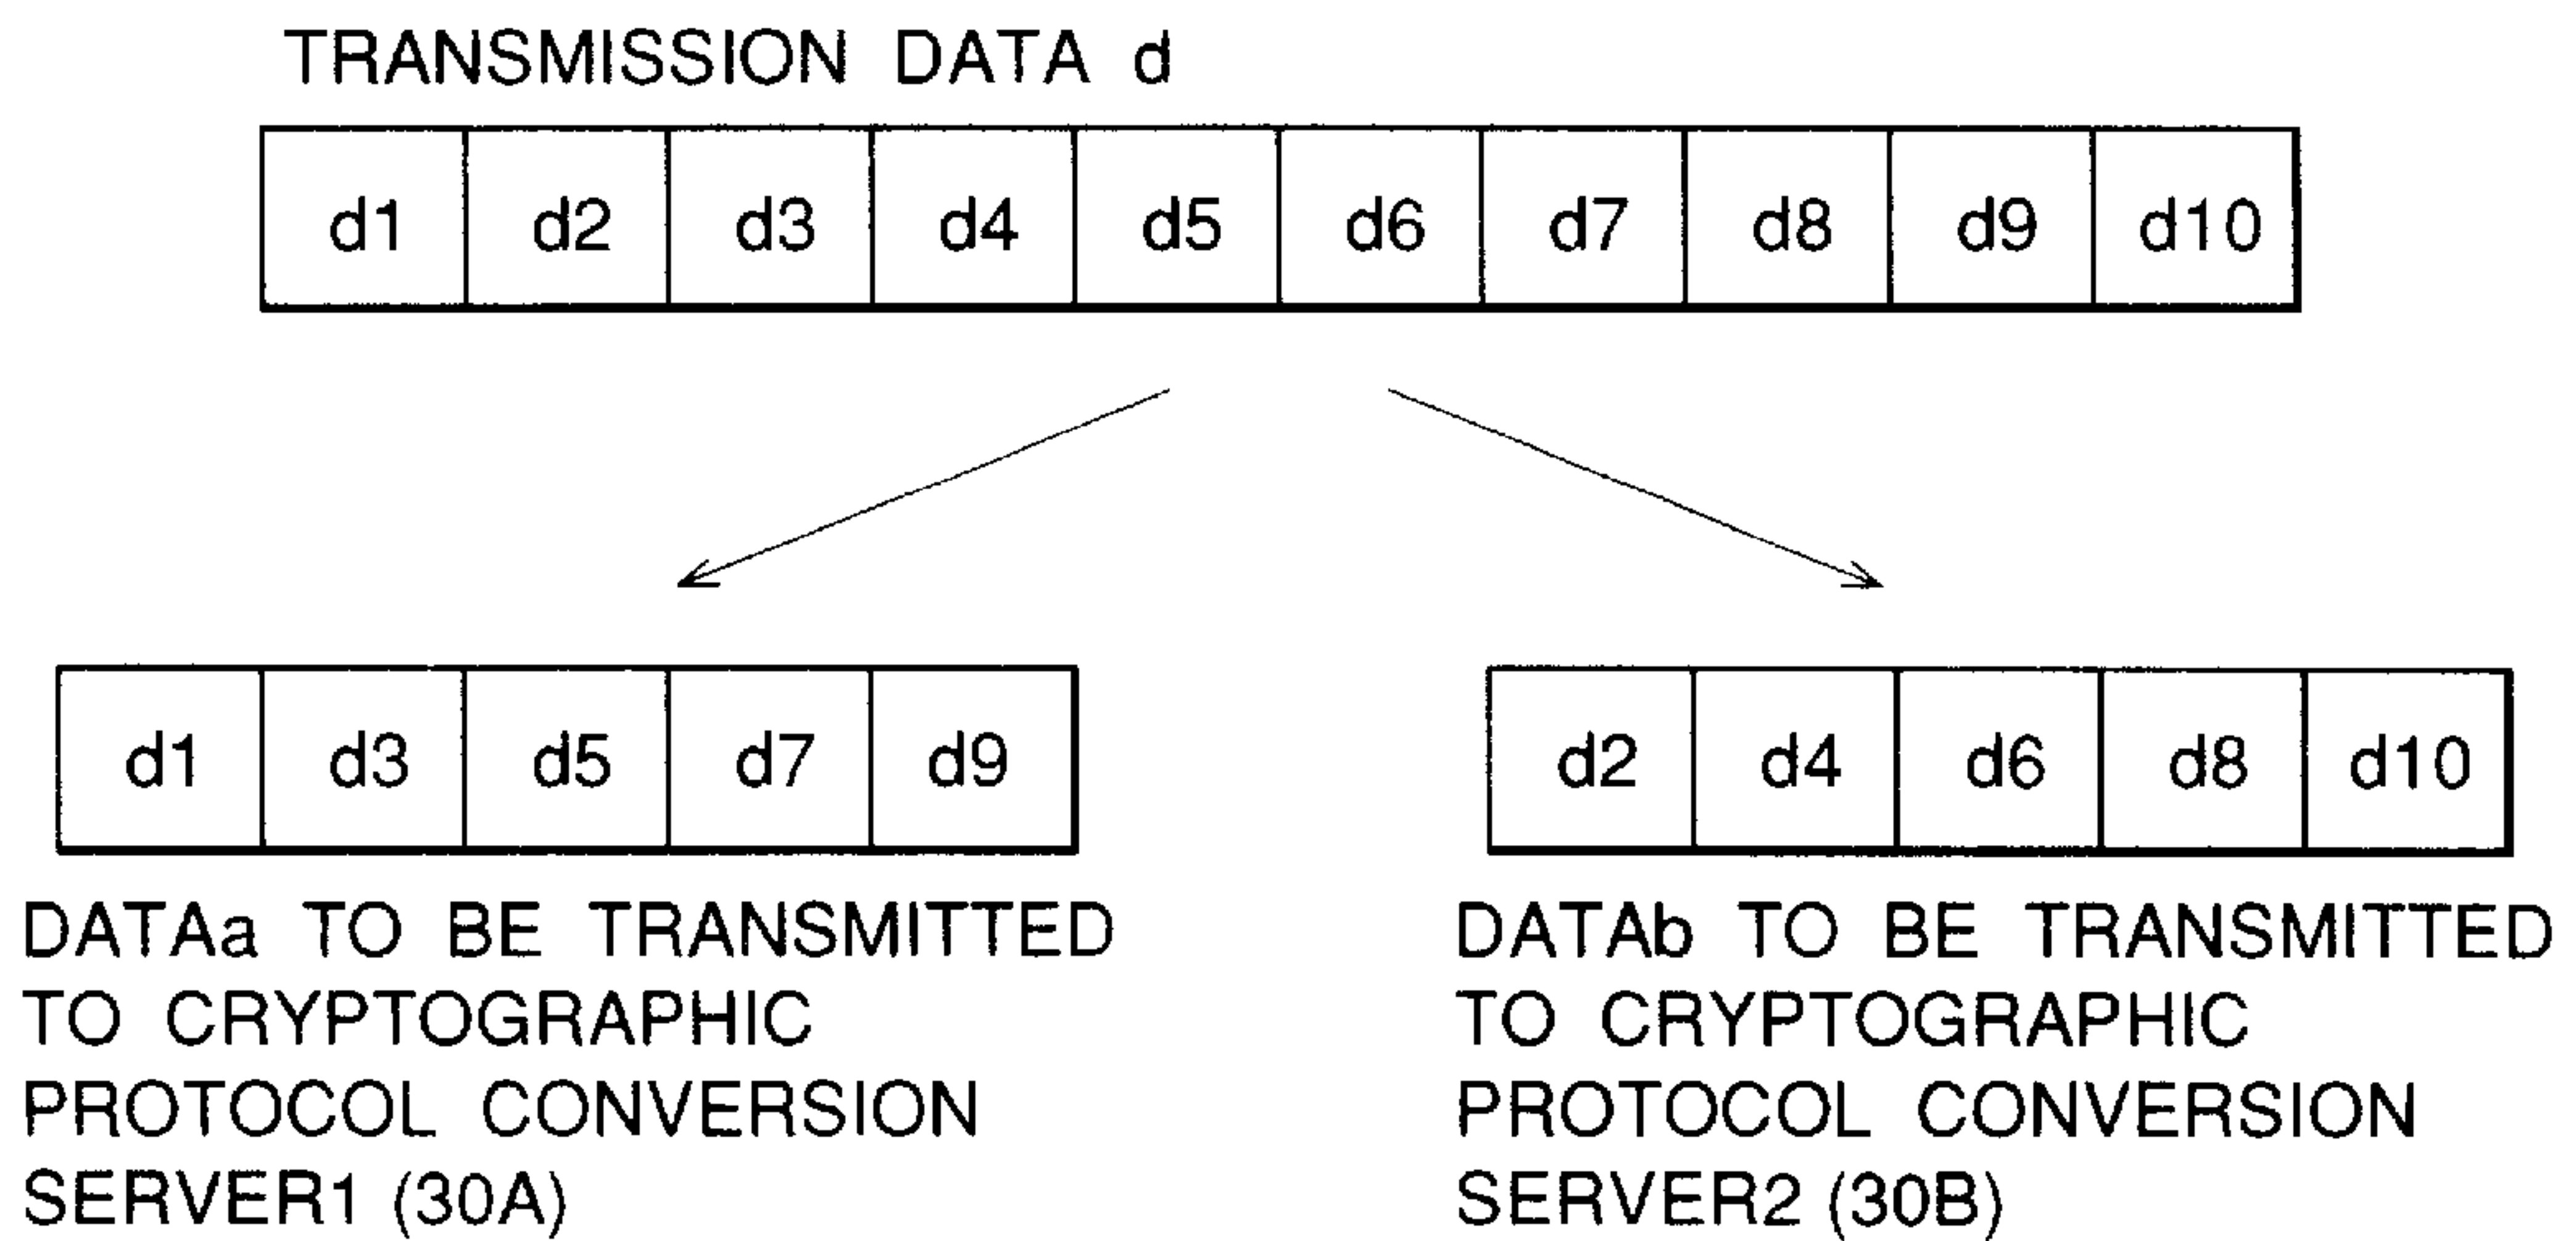 TRANSMISSION DATA d
d1 d2 d3 d4 d5 d6 d7 d8 d9 d10
d1 d3 d5 d7 d9
d2 d4 d6 d8 d10
DATAa TO BE TRANSMITTED
TO CRYPTOGRAPHIC
PROTOCOL CONVERSION
SERVER1 (30A)
DATAb TO BE TRANSMITTED
TO CRYPTOGRAPHIC
PROTOCOL CONVERSION
SERVER2 (30B)